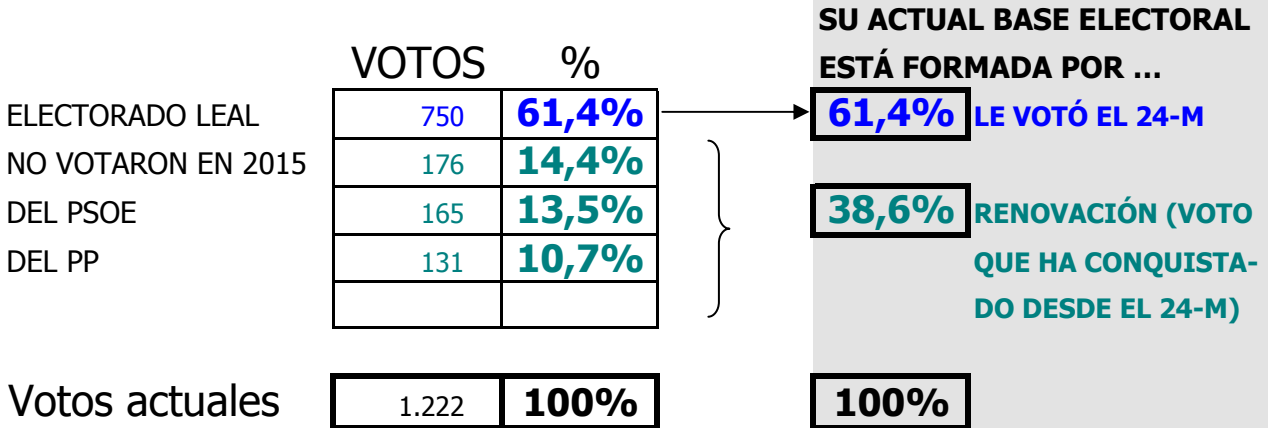 SU ACTUAL BASE ELECTORAL
VOTOS % ESTÁ FORMADA POR ...
ELECTORADO LEAL 750 61,4% 61,4% LE VOTÓ EL 24-M
NO VOTARON EN 2015 176 14,4%
DEL PSOE 165 13,5% 38,6% RENOVACIÓN (VOTO
DEL PP 131 10,7% QUE HA CONQUISTA-
DO DESDE EL 24-M)
Votos actuales 1.222 100% 100%